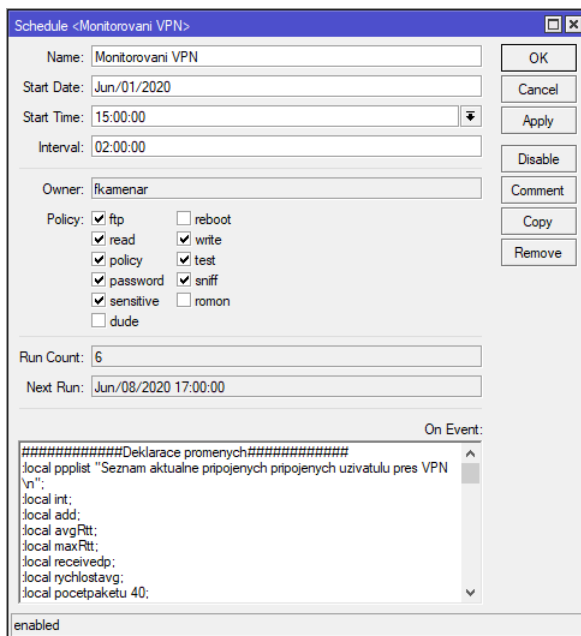 Schedule <Monitorovani VPN>
Name: Monitorovani VPN
OK
Start Date: Jun/01/2020
Cancel
Start Time: 15:00:00
Apply
Interval: 02:00:00
Disable
Owner: fkamenar
Comment
Policy: ftp reboot
Copy
read write
Remove
policy test
password sniff
sensitive romon
dude
Run Count: 6
Next Run: Jun/08/2020 17:00:00
On Event:
############Deklarace promenych############
:local ppplist "Seznam aktualne pripojenych pripojenych uzivatulu pres VPN
\n";
:local int;
:local add;
:local avgRtt;
:local maxRtt;
:local receivedp;
:local rychlostavg;
:local pocetpaketu 40;
enabled